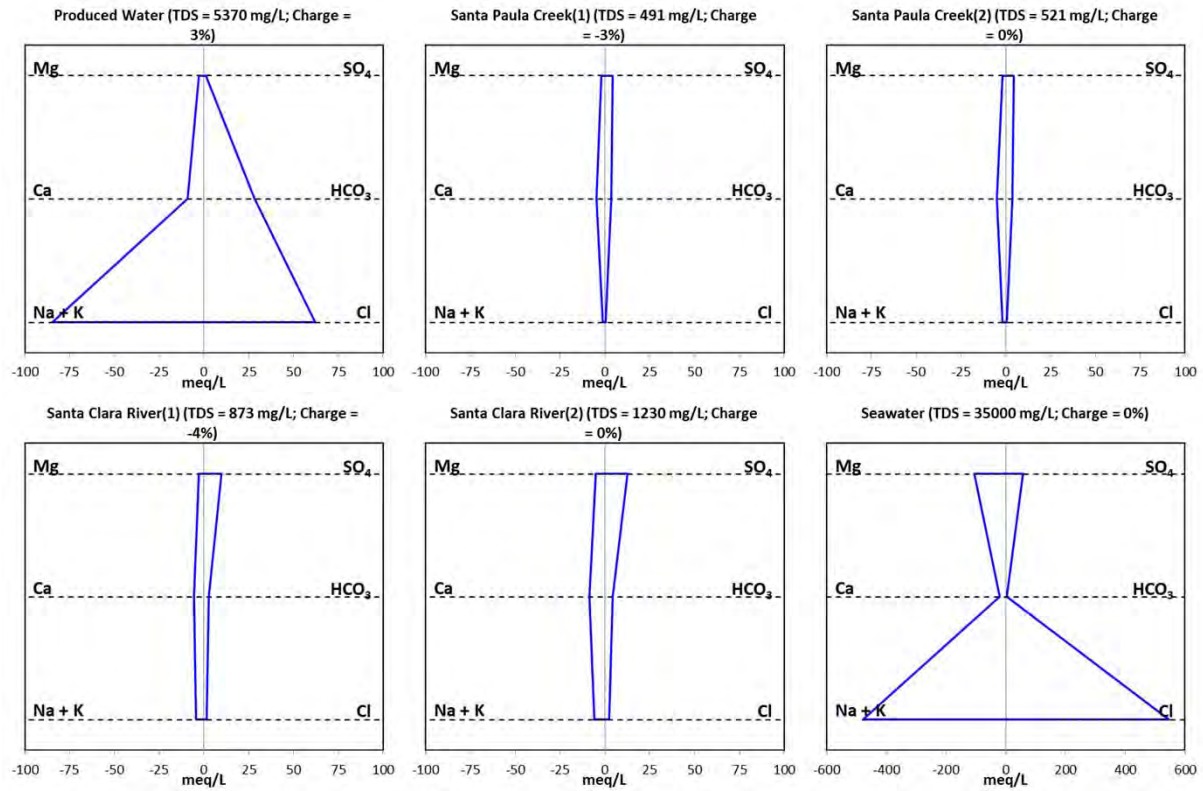 Produced Water (TDS = 5370 mg/L; Charge =
3%)
Mg SO₄
Ca HCO₃
Na + K Cl
-100 -75 -50 -25 0 25 50 75 100
meq/L
Santa Paula Creek(1) (TDS = 491 mg/L; Charge
= -3%)
Mg SO₄
Ca HCO₃
Na + K Cl
-100 -75 -50 -25 0 25 50 75 100
meq/L
Santa Paula Creek(2) (TDS = 521 mg/L; Charge
= 0%)
Mg SO₄
Ca HCO₃
Na + K Cl
-100 -75 -50 -25 0 25 50 75 100
meq/L
Santa Clara River(1) (TDS = 873 mg/L; Charge =
-4%)
Mg SO₄
Ca HCO₃
Na + K Cl
-100 -75 -50 -25 0 25 50 75 100
meq/L
Santa Clara River(2) (TDS = 1230 mg/L; Charge
= 0%)
Mg SO₄
Ca HCO₃
Na + K Cl
-100 -75 -50 -25 0 25 50 75 100
meq/L
Seawater (TDS = 35000 mg/L; Charge = 0%)
Mg SO₄
Ca HCO₃
Na + K Cl
-600 -400 -200 0 200 400 600
meq/L